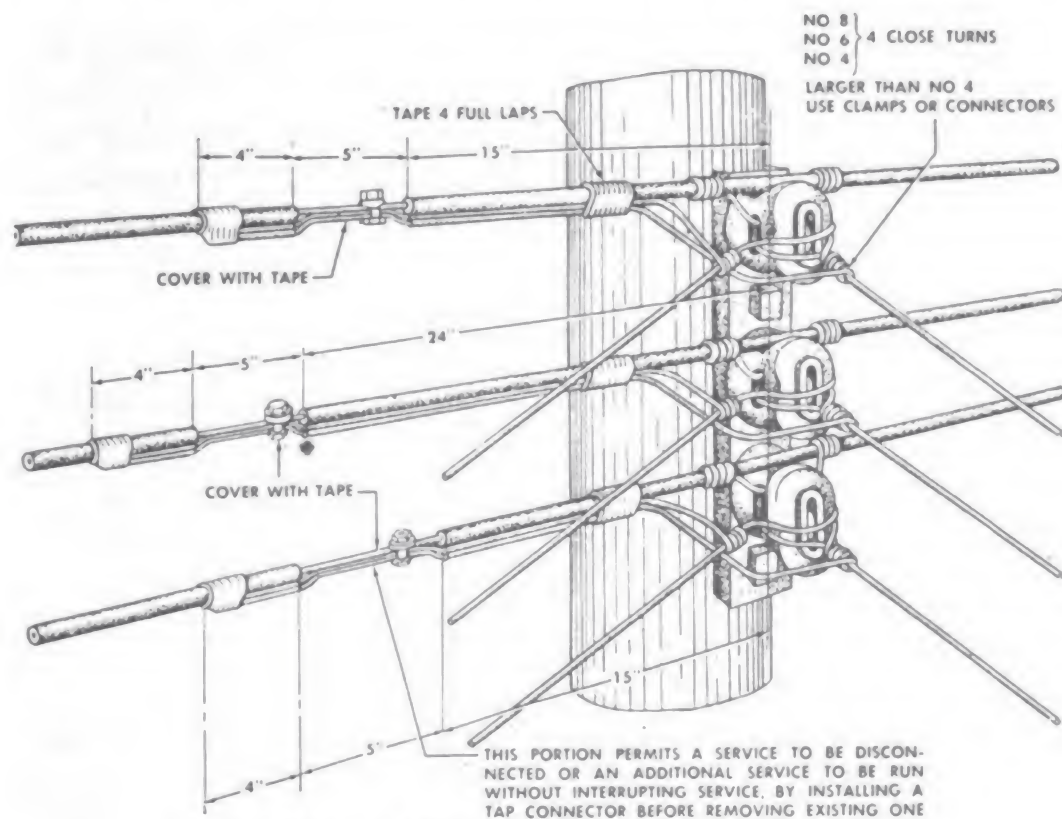 NO 8
NO 6
NO 4
4 CLOSE TURNS
LARGER THAN NO 4
USE CLAMPS OR CONNECTORS
TAPE 4 FULL LAPS
4"
5"
15"
COVER WITH TAPE
24"
4"
5"
COVER WITH TAPE
15"
5"
4"
THIS PORTION PERMITS A SERVICE TO BE DISCON-
NECTED OR AN ADDITIONAL SERVICE TO BE RUN
WITHOUT INTERRUPTING SERVICE, BY INSTALLING A
TAP CONNECTOR BEFORE REMOVING EXISTING ONE